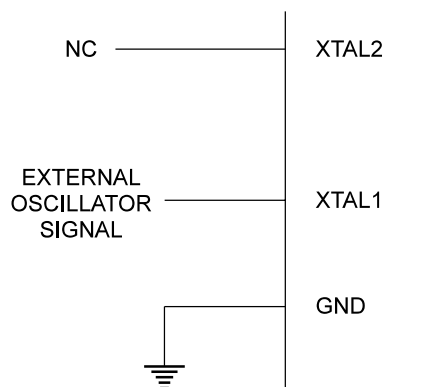 NC
XTAL2
EXTERNAL
OSCILLATOR
SIGNAL
XTAL1
GND